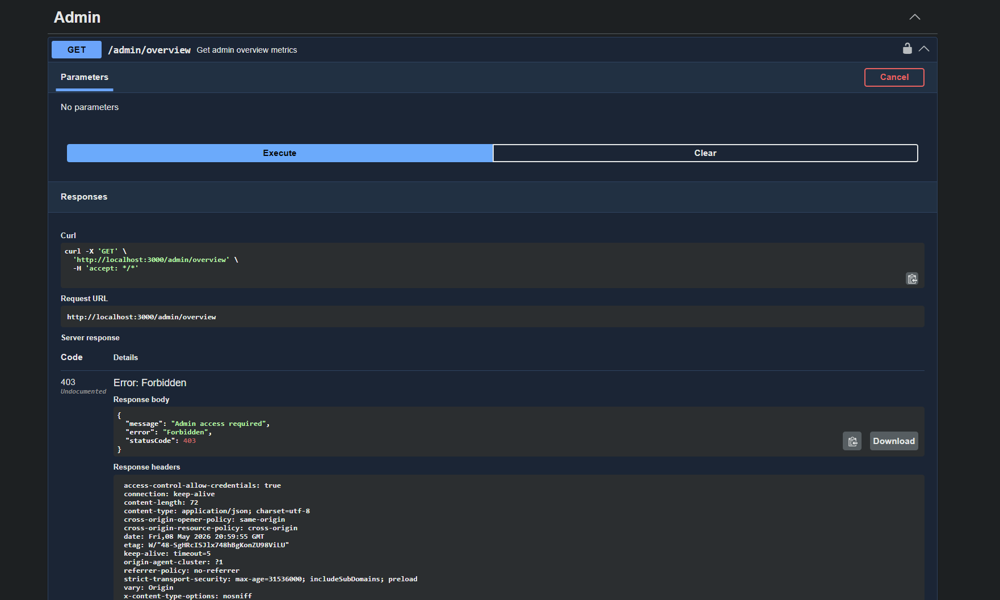 Admin
GET /admin/overview Get admin overview metrics
Parameters
Cancel
No parameters
Execute
Clear
Responses
Curl
curl -X 'GET' \
'http://localhost:3000/admin/overview' \
-H 'accept: */*'
Request URL
http://localhost:3000/admin/overview
Server response
Code Details
403
Undocumented
Error: Forbidden
Response body
{
"message": "Admin access required",
"error": "Forbidden",
"statusCode": 403
}
Download
Response headers
access-control-allow-credentials: true
connection: keep-alive
content-length: 72
content-type: application/json; charset=utf-8
cross-origin-opener-policy: same-origin
cross-origin-resource-policy: cross-origin
date: Fri,08 May 2026 20:59:55 GMT
etag: W/"48-SgHRcISJlx748hBgKonZU98ViLU"
keep-alive: timeout=5
origin-agent-cluster: ?1
referrer-policy: no-referrer
strict-transport-security: max-age=31536000; includeSubDomains; preload
vary: Origin
x-content-type-options: nosniff